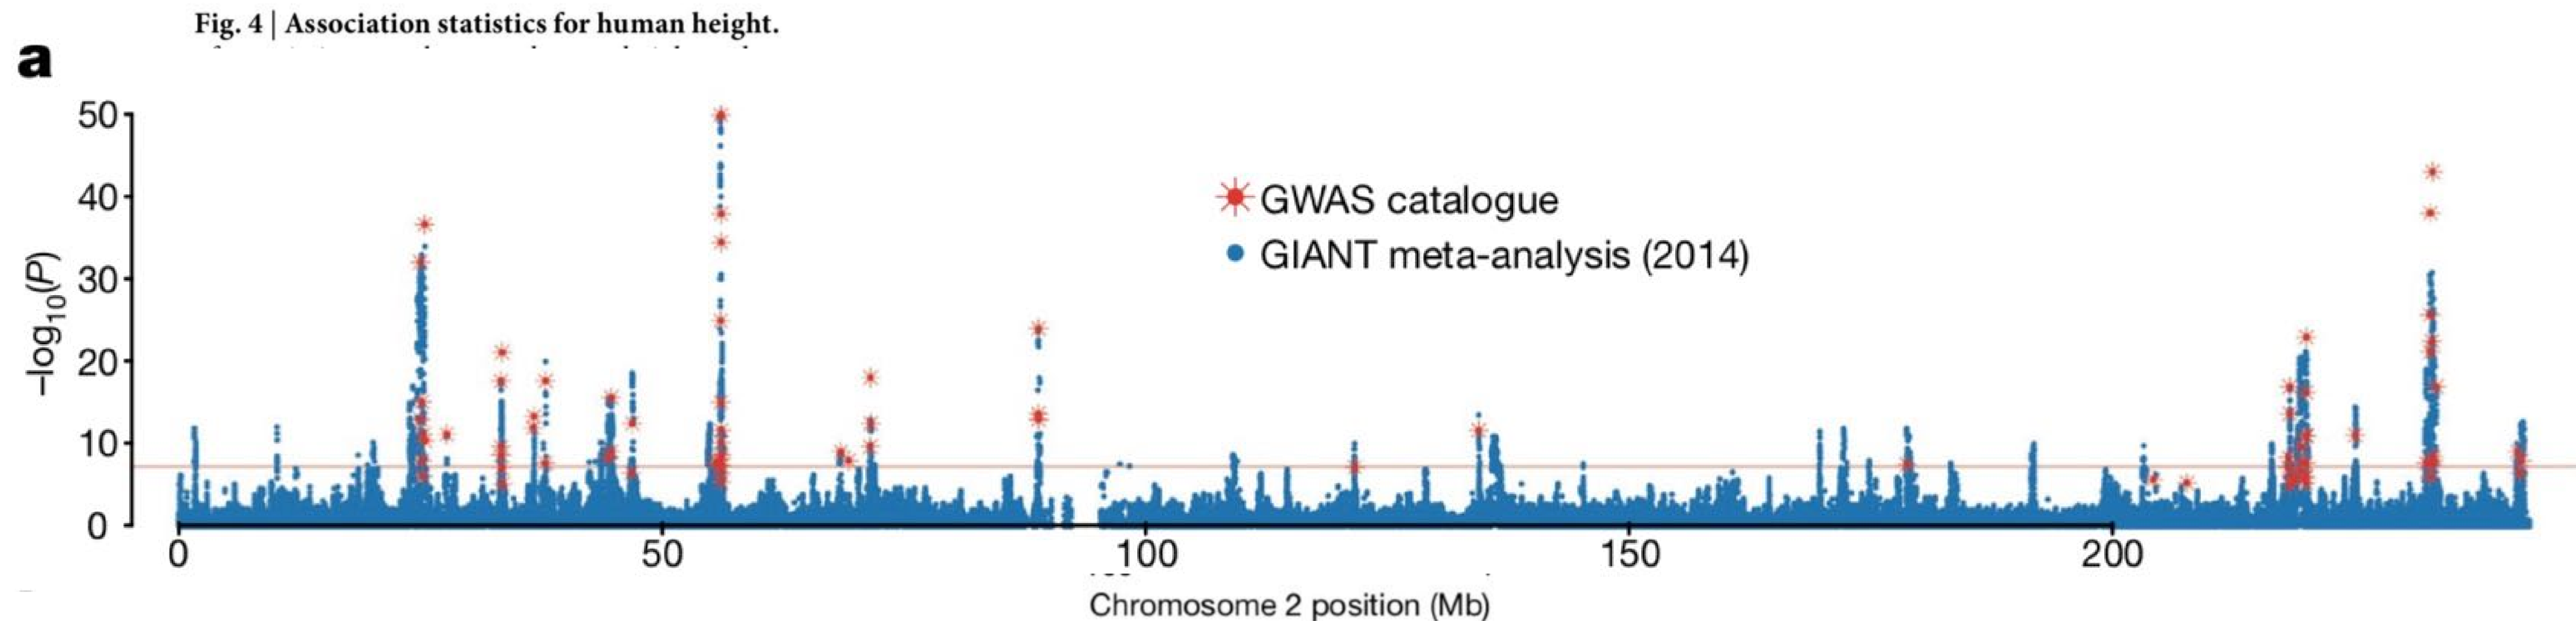 Fig. 4 | Association statistics for human height.
a
50
40
30
20
10
0
–log10(P)
GWAS catalogue
GIANT meta-analysis (2014)
0 50 100 150 200
Chromosome 2 position (Mb)